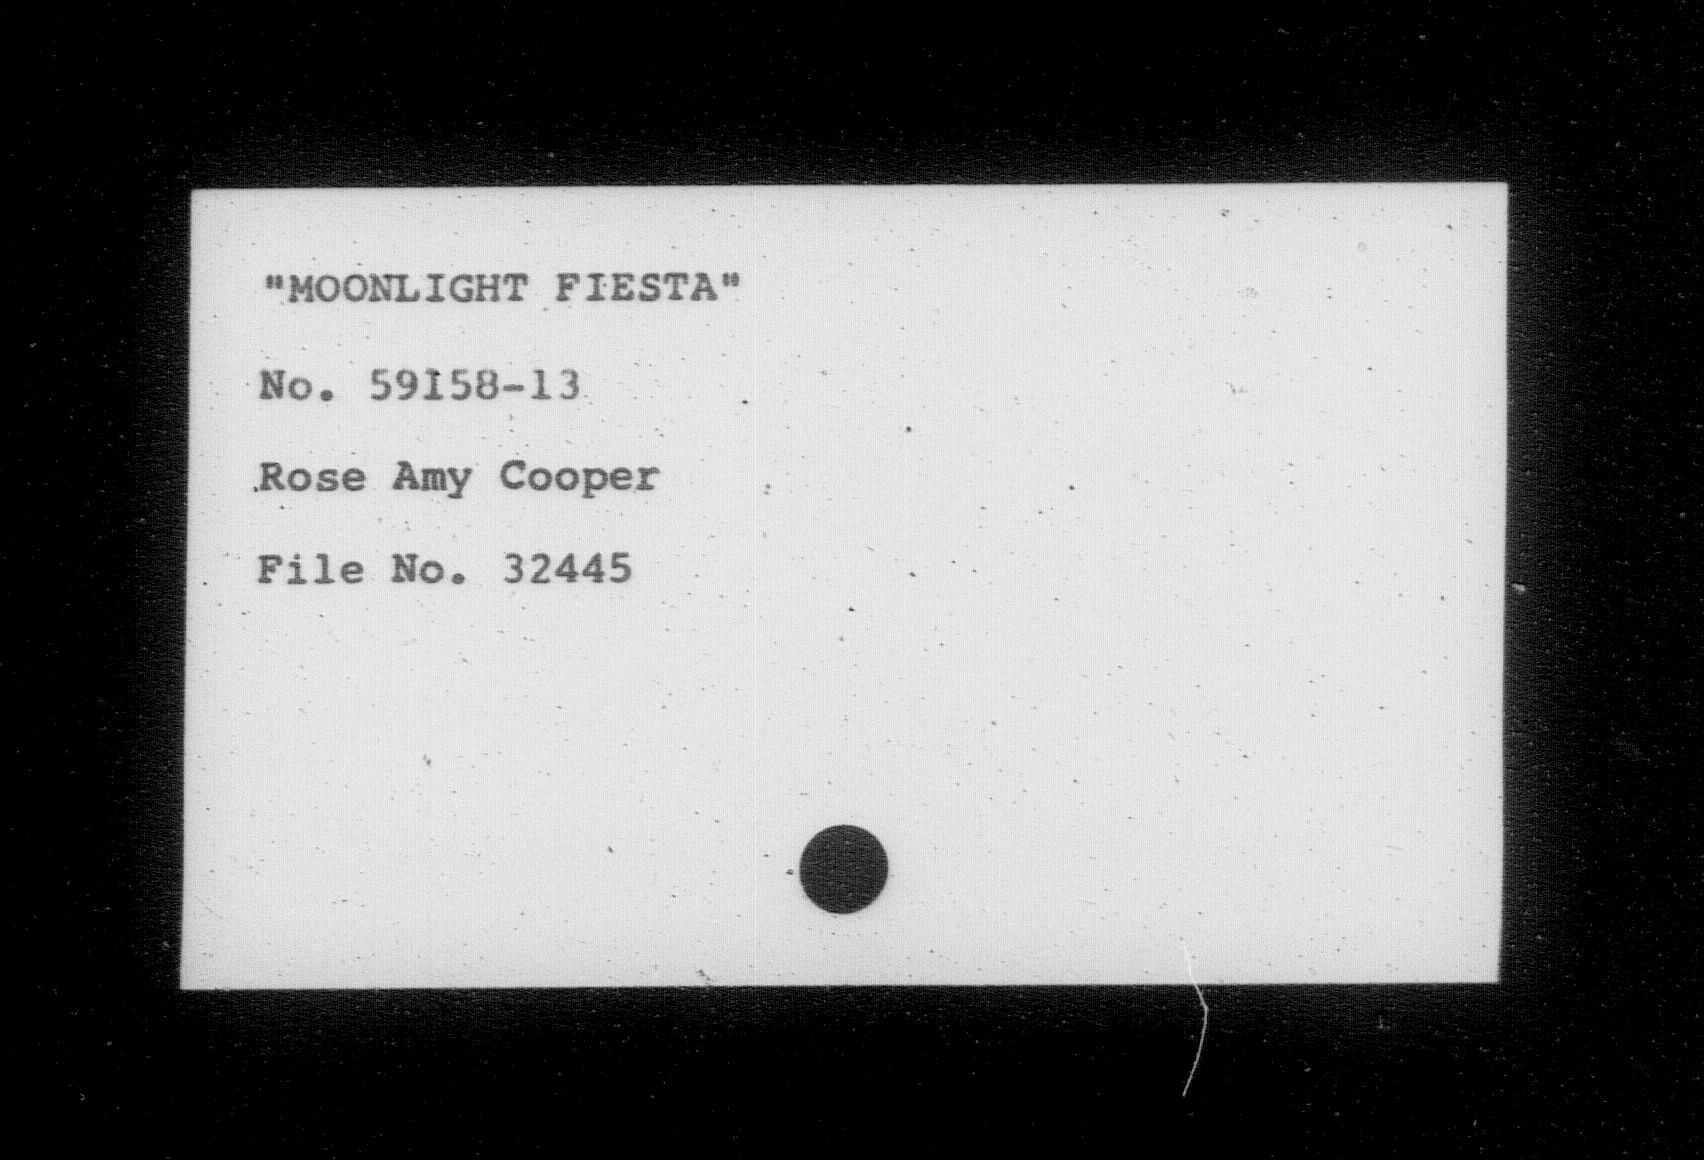 "MOONLIGHT FIESTA"
No. 59158-13
Rose Amy Cooper
File No. 32445